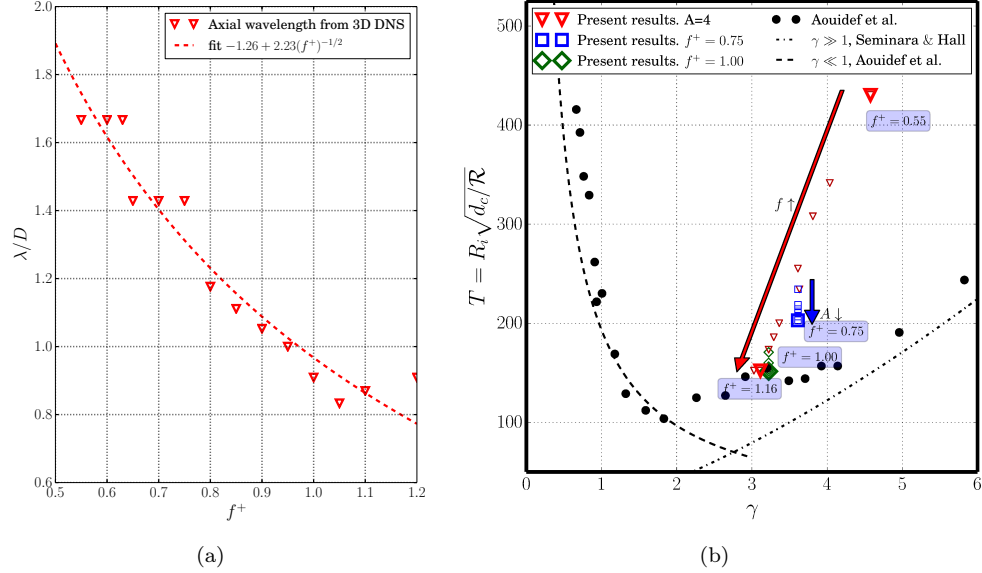 Axial wavelength from 3D DNS
fit −1.26 + 2.23(f⁺)^{−1/2}
2.0
1.8
1.6
1.4
1.2
1.0
0.8
0.6
λ/D
0.5 0.6 0.7 0.8 0.9 1.0 1.1 1.2
f⁺
(a)
Present results. A=4
Present results. f⁺ = 0.75
Present results. f⁺ = 1.00
Aouidef et al.
γ ≫ 1, Seminara & Hall
γ ≪ 1, Aouidef et al.
400
300
200
100
T = R_i √(d_c/ℛ)
f⁺ = 0.55
f ↑
A ↓
f⁺ = 0.75
f⁺ = 1.00
f⁺ = 1.16
0 1 2 3 4 5 6
γ
(b)